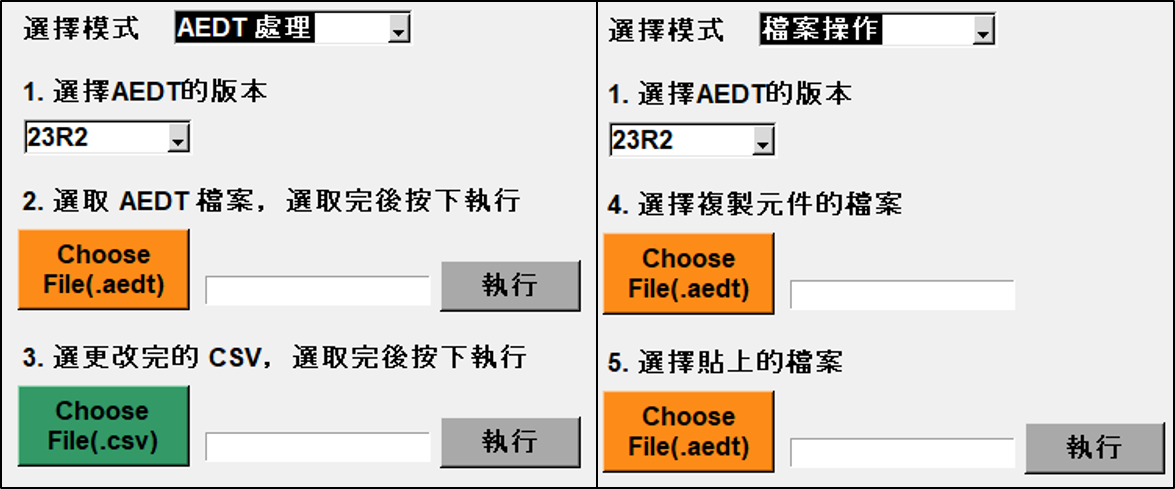 選擇模式 AEDT 處理
1. 選擇AEDT的版本
23R2
2. 選取 AEDT 檔案，選取完後按下執行
Choose
File(.aedt)
執行
3. 選更改完的 CSV，選取完後按下執行
Choose
File(.csv)
執行
選擇模式 檔案操作
1. 選擇AEDT的版本
23R2
4. 選擇複製元件的檔案
Choose
File(.aedt)
5. 選擇貼上的檔案
Choose
File(.aedt)
執行